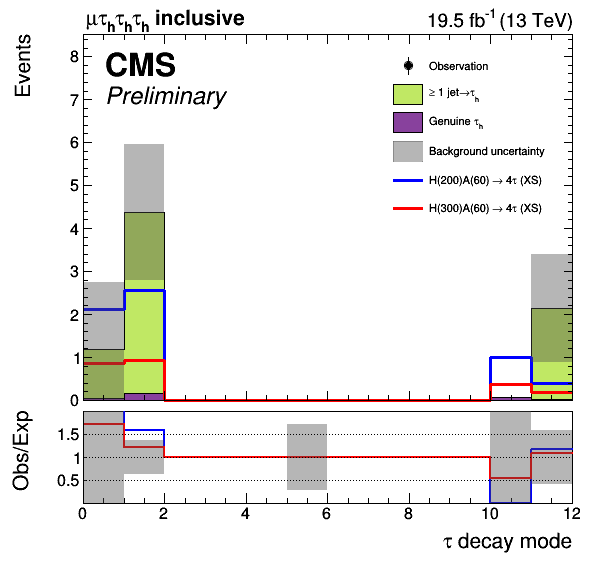 μτₕτₕτₕ inclusive
19.5 fb⁻¹ (13 TeV)
Events
CMS
Preliminary
Observation
≥ 1 jet→τₕ
Genuine τₕ
Background uncertainty
H(200)A(60) → 4τ (XS)
H(300)A(60) → 4τ (XS)
8
7
6
5
4
3
2
1
0
Obs/Exp
1.5
1
0.5
0 2 4 6 8 10 12
τ decay mode